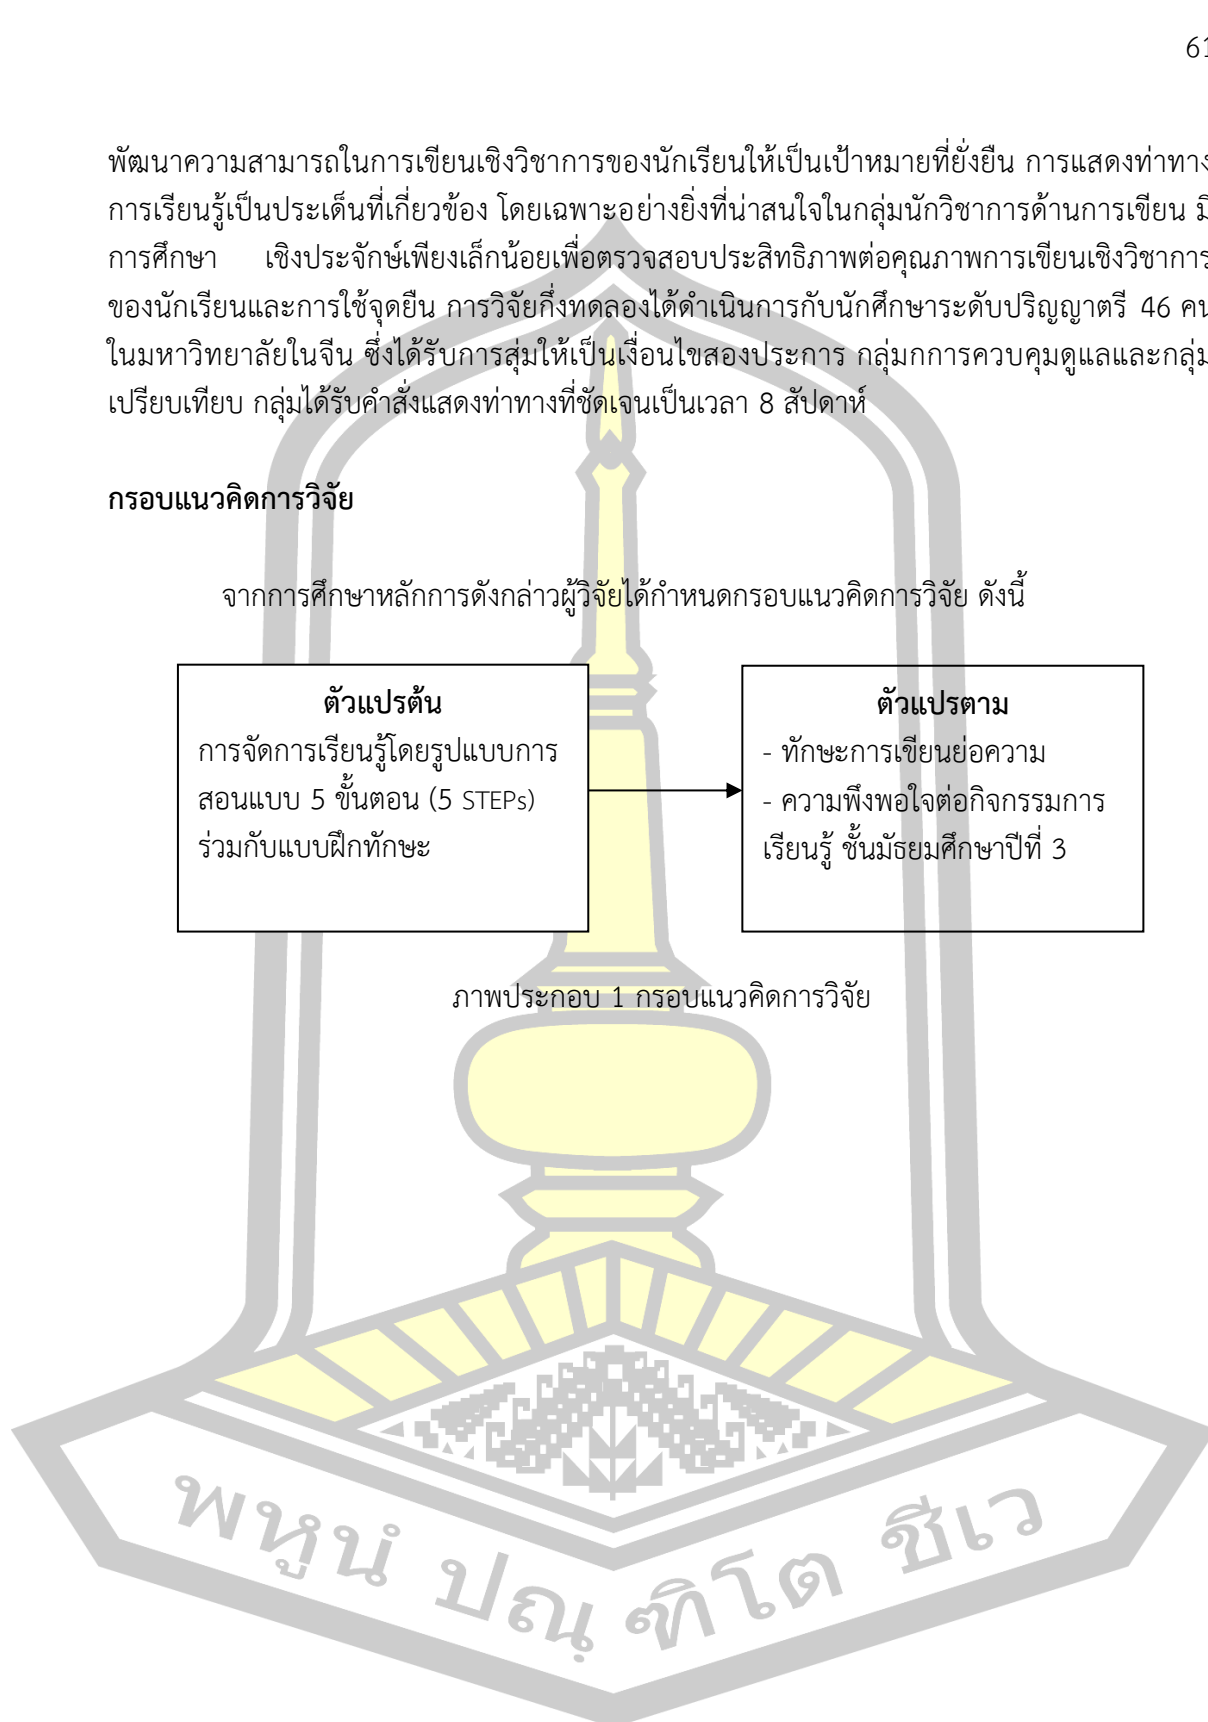 61
พัฒนาความสามารถในการเขียนเชิงวิชาการของนักเรียนให้เป็นเป้าหมายที่ยั่งยืน การแสดงท่าทาง
การเรียนรู้เป็นประเด็นที่เกี่ยวข้อง โดยเฉพาะอย่างยิ่งที่น่าสนใจในกลุ่มนักวิชาการด้านการเขียน มี
การศึกษา เชิงประจักษ์เพียงเล็กน้อยเพื่อตรวจสอบประสิทธิภาพต่อคุณภาพการเขียนเชิงวิชาการ
ของนักเรียนและการใช้จุดยืน การวิจัยกึ่งทดลองได้ดำเนินการกับนักศึกษาระดับปริญญาตรี 46 คน
ในมหาวิทยาลัยในจีน ซึ่งได้รับการสุ่มให้เป็นเงื่อนไขสองประการ กลุ่มกการควบคุมดูแลและกลุ่ม
เปรียบเทียบ กลุ่มได้รับคำสั่งแสดงท่าทางที่ชัดเจนเป็นเวลา 8 สัปดาห์
กรอบแนวคิดการวิจัย
จากการศึกษาหลักการดังกล่าวผู้วิจัยได้กำหนดกรอบแนวคิดการวิจัย ดังนี้
ตัวแปรต้น
การจัดการเรียนรู้โดยรูปแบบการ
สอนแบบ 5 ขั้นตอน (5 STEPs)
ร่วมกับแบบฝึกทักษะ
ตัวแปรตาม
- ทักษะการเขียนย่อความ
- ความพึงพอใจต่อกิจกรรมการ
เรียนรู้ ชั้นมัธยมศึกษาปีที่ 3
ภาพประกอบ 1 กรอบแนวคิดการวิจัย
พหูนํ ปณฺฑิโต ชีเว